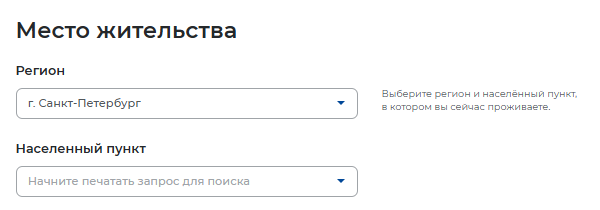 Место жительства
Регион
г. Санкт-Петербург
Выберите регион и населённый пункт,
в котором вы сейчас проживаете.
Населенный пункт
Начните печатать запрос для поиска